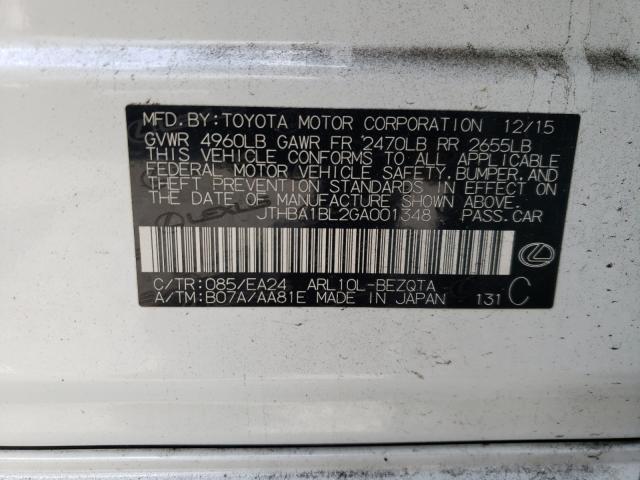 MFD.BY:TOYOTA MOTOR CORPORATION 12/15
GVWR 4960LB GAWR FR 2470LB RR 2655LB
THIS VEHICLE CONFORMS TO ALL APPLICABLE
FEDERAL MOTOR VEHICLE SAFETY,BUMPER,AND
THEFT PREVENTION STANDARDS IN EFFECT ON
THE DATE OF MANUFACTURE SHOWN ABOVE.
LEXUS
JTHBA1BL2GA001348 PASS.CAR
C/TR:085/EA24 ARL10L-BEZQTA
A/TM:B07A/AA81E MADE IN JAPAN 131 C